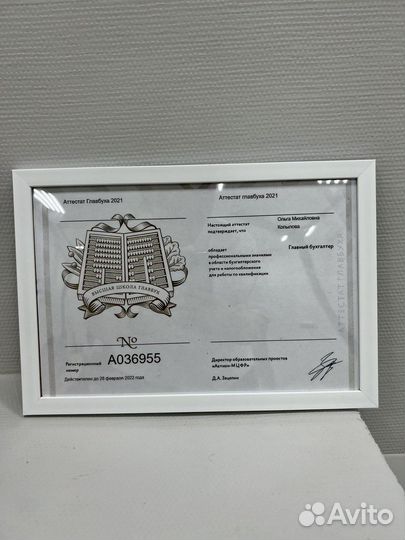 Аттестат Главбуха 2021
ВЫСШАЯ ШКОЛА ГЛАВБУХ
№
Регистрационный
номер
A036955
Действителен до 28 февраля 2022 года
Аттестат главбуха 2021
Настоящий аттестат
подтверждает, что
Ольга Михайловна
Копылова
обладает
профессиональными знаниями
в области бухгалтерского
учета и налогообложения
для работы по квалификации
Главный бухгалтер
Директор образовательных проектов
«Актион-МЦФР»
Д.А. Зацепин
АТТЕСТАТ ГЛАВБУХА
Avito